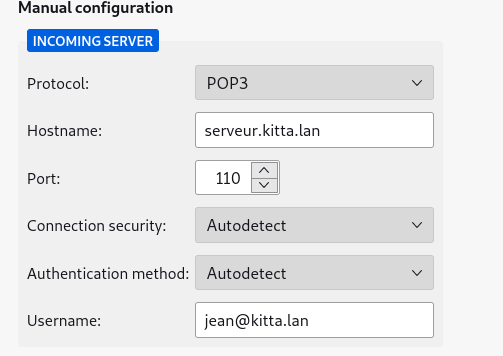 Manual configuration
INCOMING SERVER
Protocol: POP3
Hostname: serveur.kitta.lan
Port: 110
Connection security: Autodetect
Authentication method: Autodetect
Username: jean@kitta.lan